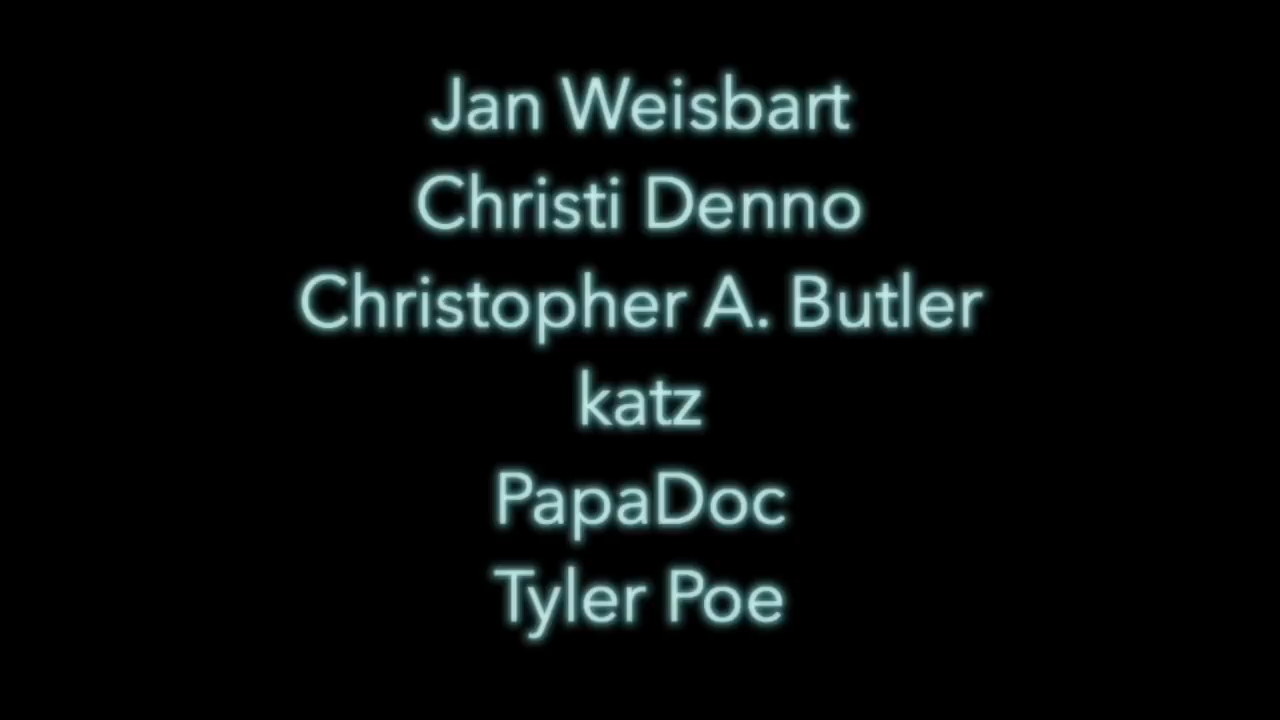 Jan Weisbart
Christi Denno
Christopher A. Butler
katz
PapaDoc
Tyler Poe